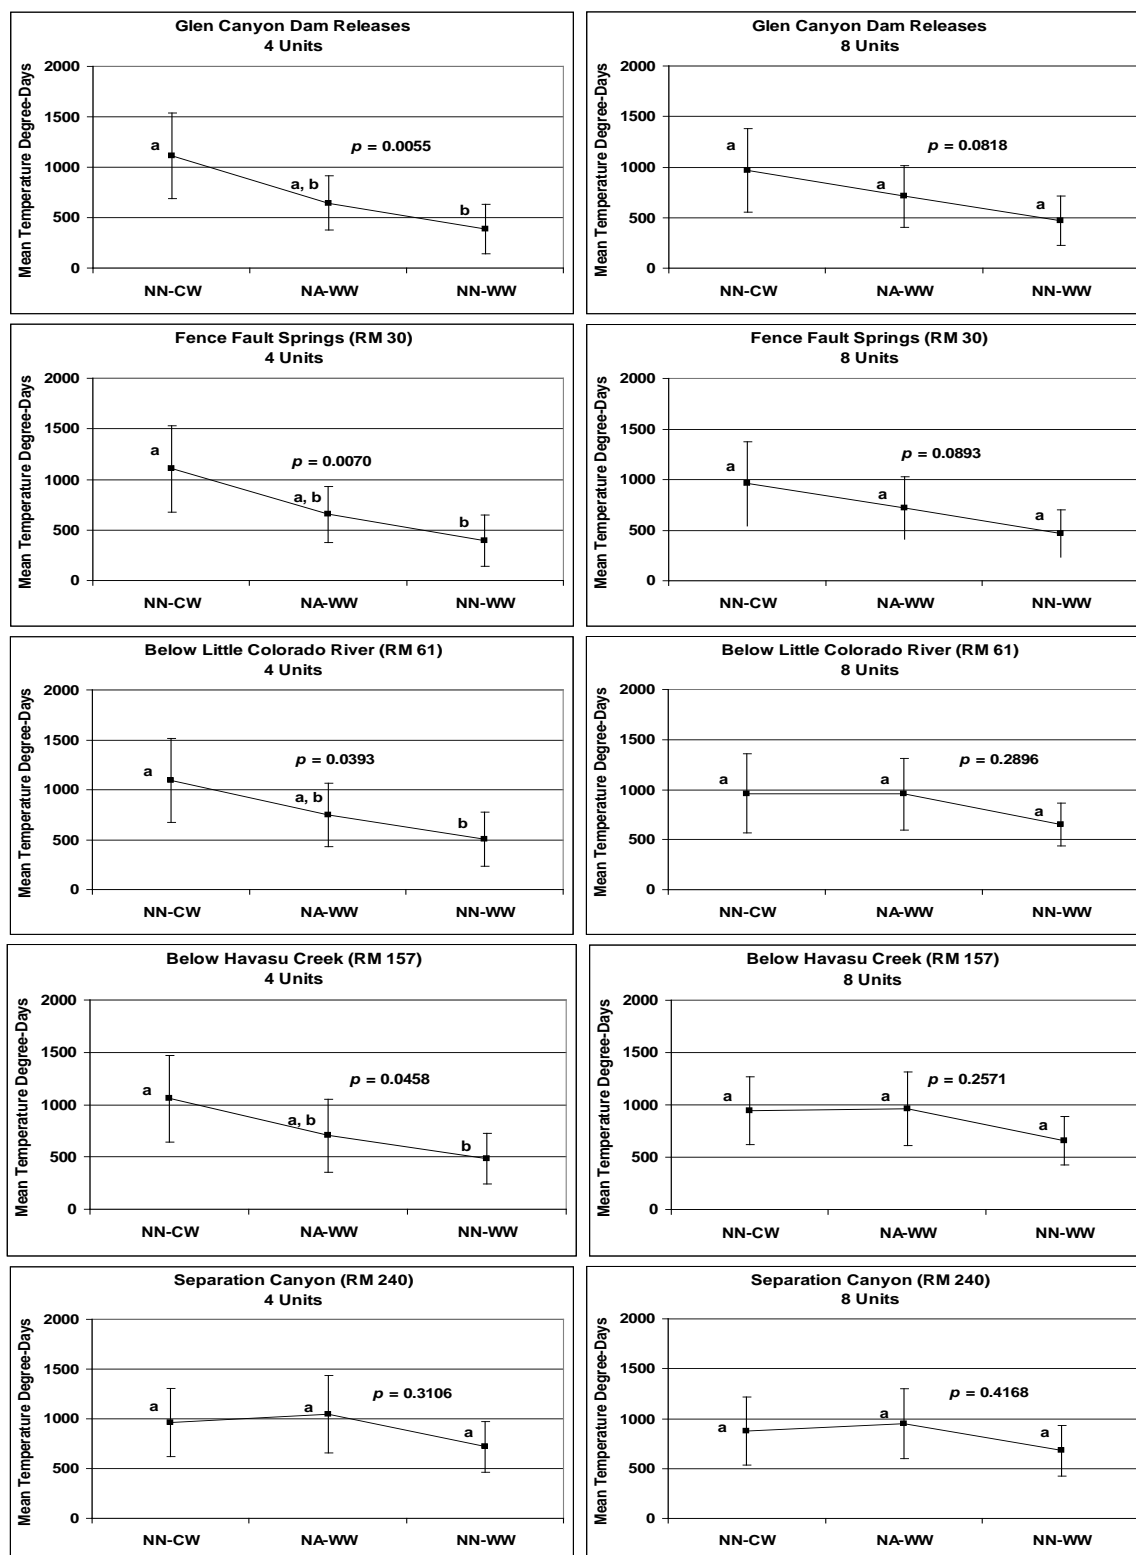 Glen Canyon Dam Releases
4 Units
Mean Temperature Degree-Days
2000
1500
1000
500
0
a
a, b
b
p = 0.0055
NN-CW NA-WW NN-WW
Glen Canyon Dam Releases
8 Units
Mean Temperature Degree-Days
2000
1500
1000
500
0
a
a
a
p = 0.0818
NN-CW NA-WW NN-WW
Fence Fault Springs (RM 30)
4 Units
Mean Temperature Degree-Days
2000
1500
1000
500
0
a
a, b
b
p = 0.0070
NN-CW NA-WW NN-WW
Fence Fault Springs (RM 30)
8 Units
Mean Temperature Degree-Days
2000
1500
1000
500
0
a
a
a
p = 0.0893
NN-CW NA-WW NN-WW
Below Little Colorado River (RM 61)
4 Units
Mean Temperature Degree-Days
2000
1500
1000
500
0
a
a, b
b
p = 0.0393
NN-CW NA-WW NN-WW
Below Little Colorado River (RM 61)
8 Units
Mean Temperature Degree-Days
2000
1500
1000
500
0
a
a
a
p = 0.2896
NN-CW NA-WW NN-WW
Below Havasu Creek (RM 157)
4 Units
Mean Temperature Degree-Days
2000
1500
1000
500
0
a
a, b
b
p = 0.0458
NN-CW NA-WW NN-WW
Below Havasu Creek (RM 157)
8 Units
Mean Temperature Degree-Days
2000
1500
1000
500
0
a
a
a
p = 0.2571
NN-CW NA-WW NN-WW
Separation Canyon (RM 240)
4 Units
Mean Temperature Degree-Days
2000
1500
1000
500
0
a
a
a
p = 0.3106
NN-CW NA-WW NN-WW
Separation Canyon (RM 240)
8 Units
Mean Temperature Degree-Days
2000
1500
1000
500
0
a
a
a
p = 0.4168
NN-CW NA-WW NN-WW